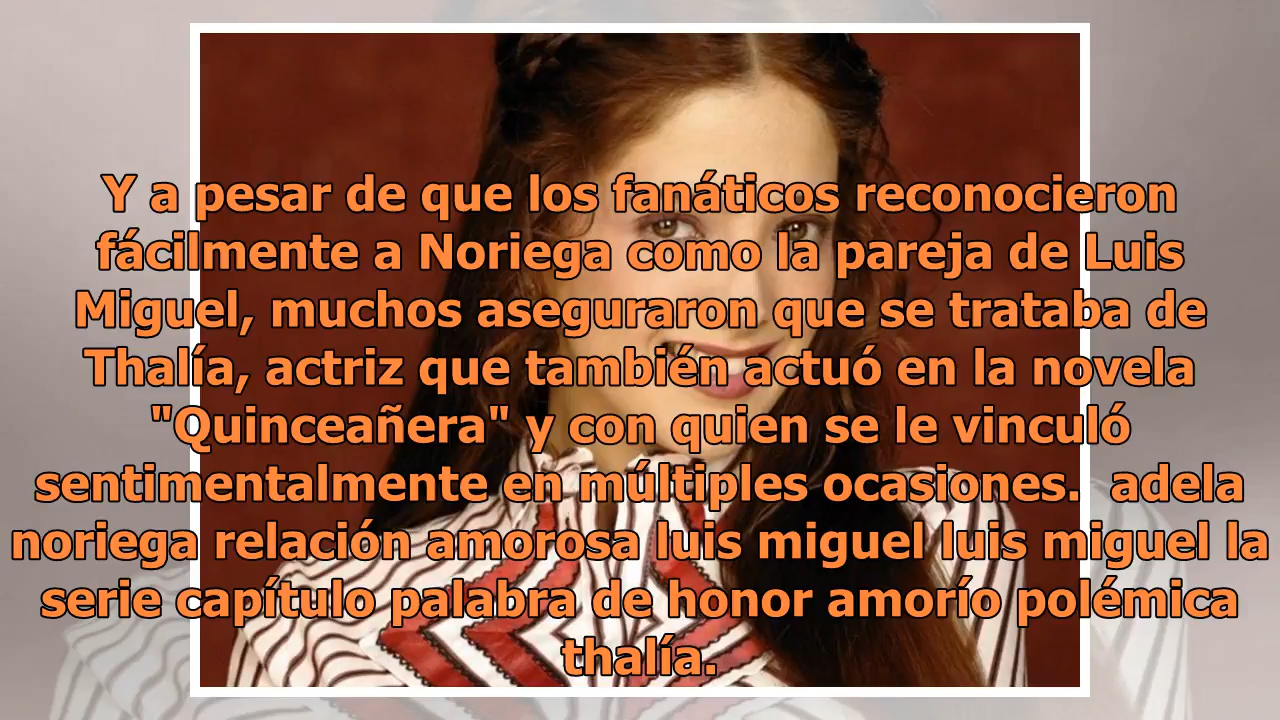 Y a pesar de que los fanáticos reconocieron
fácilmente a Noriega como la pareja de Luis
Miguel, muchos aseguraron que se trataba de
Thalía, actriz que también actuó en la novela
"Quinceañera" y con quien se le vinculó
sentimentalmente en múltiples ocasiones.  adela
noriega relación amorosa luis miguel luis miguel la
serie capítulo palabra de honor amorío polémica
thalía.